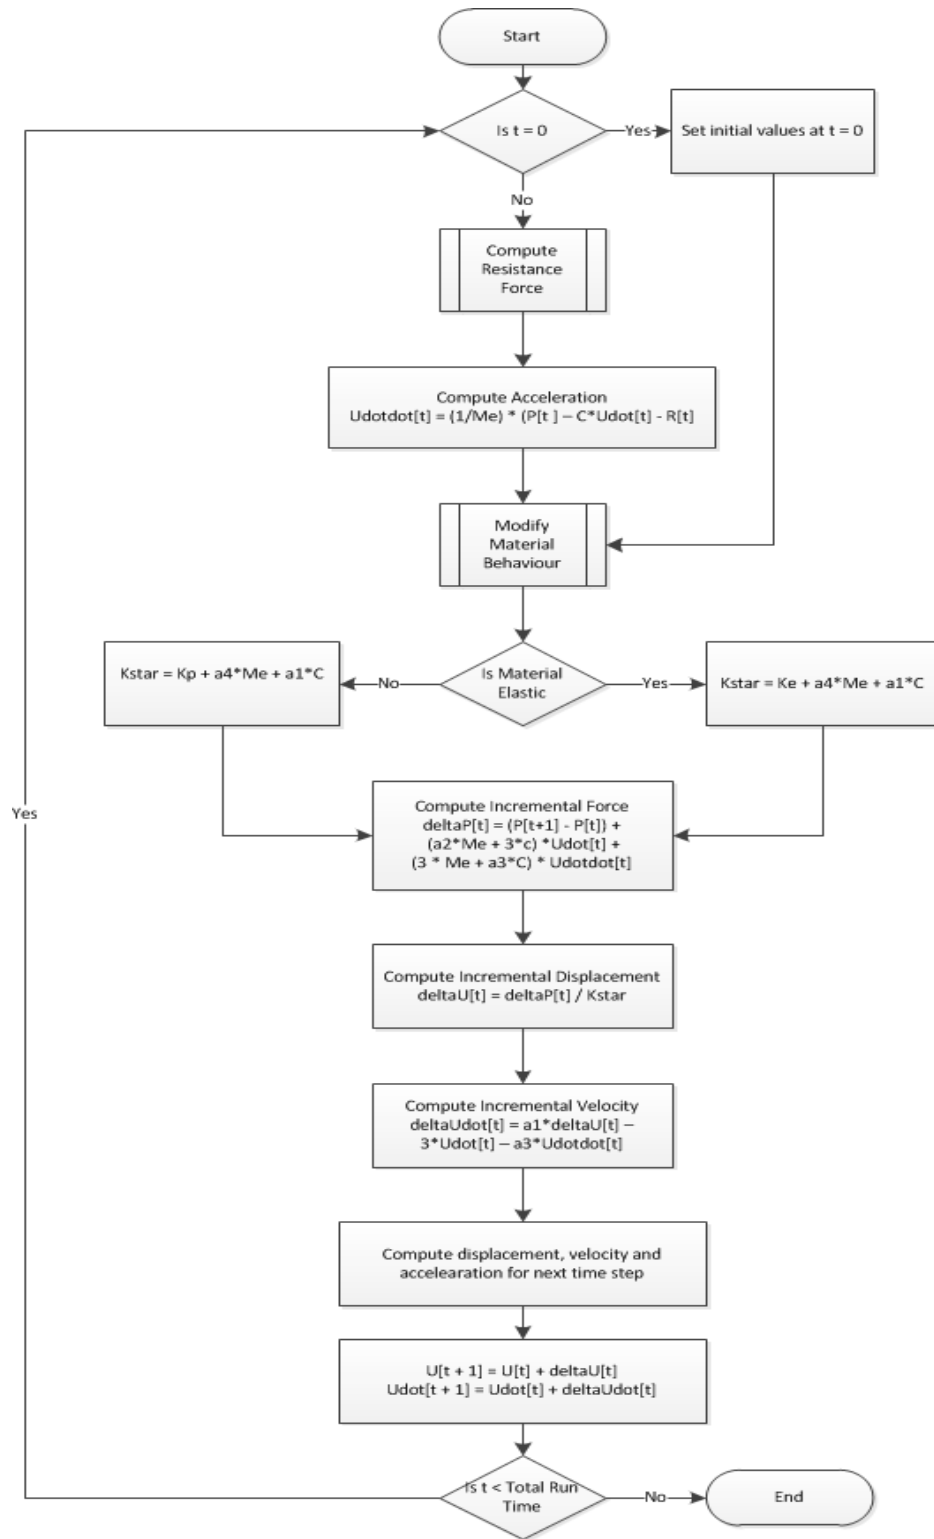 Start
Is t = 0
Yes
Set initial values at t = 0
No
Compute
Resistance
Force
Compute Acceleration
Udotdot[t] = (1/Me) * (P[t ] – C*Udot[t] - R[t]
Modify
Material
Behaviour
Is Material
Elastic
No
Kstar = Kp + a4*Me + a1*C
Yes
Kstar = Ke + a4*Me + a1*C
Compute Incremental Force
deltaP[t] = (P[t+1] - P[t]) +
(a2*Me + 3*c) *Udot[t] +
(3 * Me + a3*C) * Udotdot[t]
Compute Incremental Displacement
deltaU[t] = deltaP[t] / Kstar
Compute Incremental Velocity
deltaUdot[t] = a1*deltaU[t] –
3*Udot[t] – a3*Udotdot[t]
Compute displacement, velocity and
accelearation for next time step
U[t + 1] = U[t] + deltaU[t]
Udot[t + 1] = Udot[t] + deltaUdot[t]
Is t < Total Run
Time
Yes
No
End